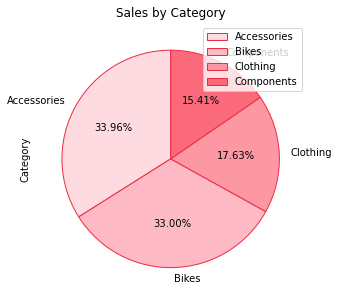 Sales by Category
Accessories
Bikes
Clothing
Components
Components
Accessories
15.41%
33.96%
Category
17.63%
Clothing
33.00%
Bikes